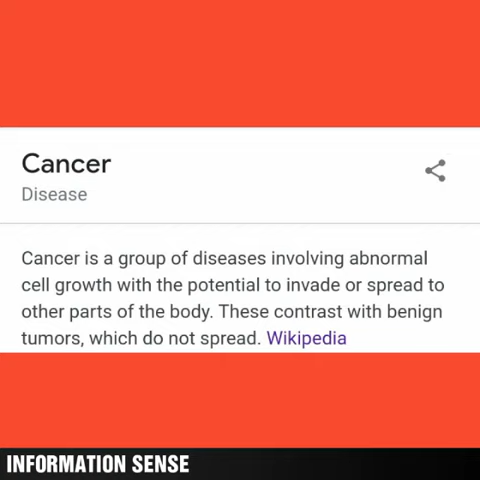 Cancer
Disease
Cancer is a group of diseases involving abnormal
cell growth with the potential to invade or spread to
other parts of the body. These contrast with benign
tumors, which do not spread. Wikipedia
INFORMATION SENSE